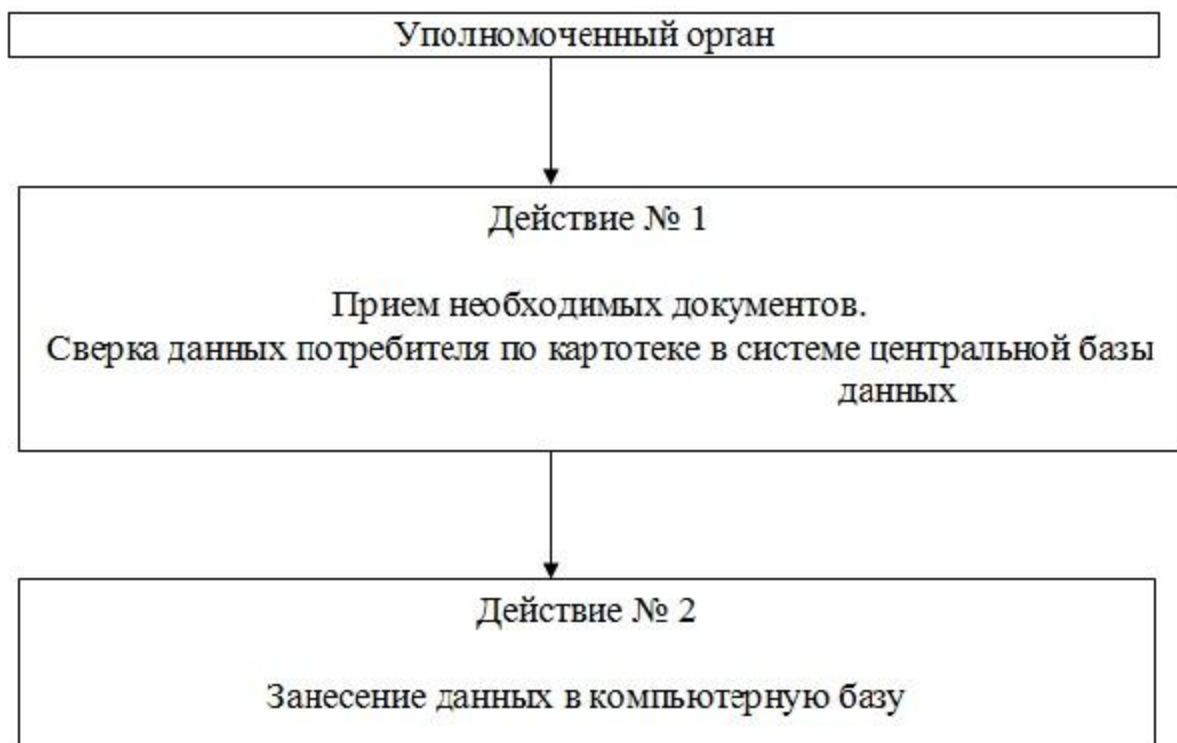 Уполномоченный орган
Действие № 1
Прием необходимых документов.
Сверка данных потребителя по картотеке в системе центральной базы
данных
Действие № 2
Занесение данных в компьютерную базу